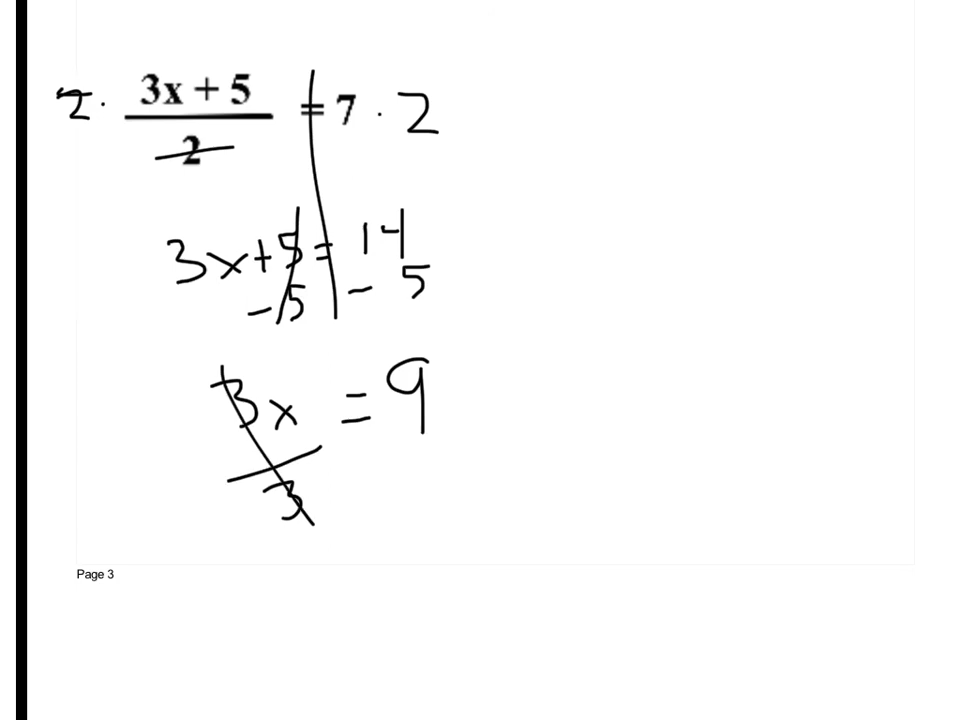 2 · 3x + 5 = 7 · 2
2
3x + 5 = 14
- 5 - 5
3x = 9
3
Page 3